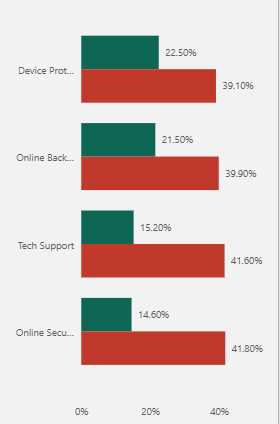 22.50%
Device Prot...
39.10%
21.50%
Online Back...
39.90%
15.20%
Tech Support
41.60%
14.60%
Online Secu...
41.80%
0% 20% 40%